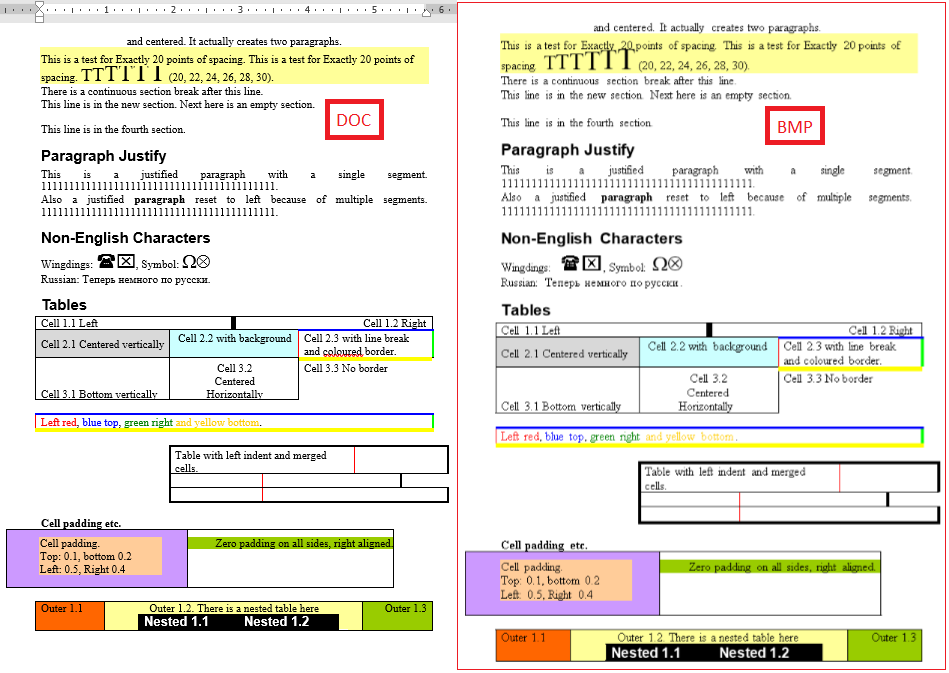 1 2 3 4 5 6
and centered. It actually creates two paragraphs.
This is a test for Exactly 20 points of spacing. This is a test for Exactly 20 points of
spacing. TTTTTT (20, 22, 24, 26, 28, 30).
There is a continuous section break after this line.
This line is in the new section. Next here is an empty section.
DOC
This line is in the fourth section.
Paragraph Justify
This is a justified paragraph with a single segment.
1111111111111111111111111111111111111111.
Also a justified paragraph reset to left because of multiple segments.
1111111111111111111111111111111111111111.
Non-English Characters
Wingdings: ☎☒, Symbol: Ω⊗
Russian: Теперь немного по русски.
Tables
Cell 1.1 Left Cell 1.2 Right
Cell 2.1 Centered vertically Cell 2.2 with background Cell 2.3 with line break
and coloured border.
Cell 3.1 Bottom vertically Cell 3.2 Cell 3.3 No border
Centered
Horizontally
Left red, blue top, green right and yellow bottom.
Table with left indent and merged
cells.
Cell padding etc.
Cell padding. Zero padding on all sides, right aligned.
Top: 0.1, bottom 0.2
Left: 0.5, Right 0.4
Outer 1.1 Outer 1.2. There is a nested table here Outer 1.3
Nested 1.1 Nested 1.2
and centered. It actually creates two paragraphs.
This is a test for Exactly 20 points of spacing. This is a test for Exactly 20 points of
spacing. TTTTTT (20, 22, 24, 26, 28, 30).
There is a continuous section break after this line.
This line is in the new section. Next here is an empty section.
BMP
This line is in the fourth section.
Paragraph Justify
This is a justified paragraph with a single segment.
1111111111111111111111111111111111111111.
Also a justified paragraph reset to left because of multiple segments.
1111111111111111111111111111111111111111.
Non-English Characters
Wingdings: ☎☒, Symbol: Ω⊗
Russian: Теперь немного по русски.
Tables
Cell 1.1 Left Cell 1.2 Right
Cell 2.1 Centered vertically Cell 2.2 with background Cell 2.3 with line break
and coloured border.
Cell 3.1 Bottom vertically Cell 3.2 Cell 3.3 No border
Centered
Horizontally
Left red, blue top, green right and yellow bottom.
Table with left indent and merged
cells.
Cell padding etc.
Cell padding. Zero padding on all sides, right aligned.
Top: 0.1, bottom 0.2
Left: 0.5, Right 0.4
Outer 1.1 Outer 1.2. There is a nested table here Outer 1.3
Nested 1.1 Nested 1.2